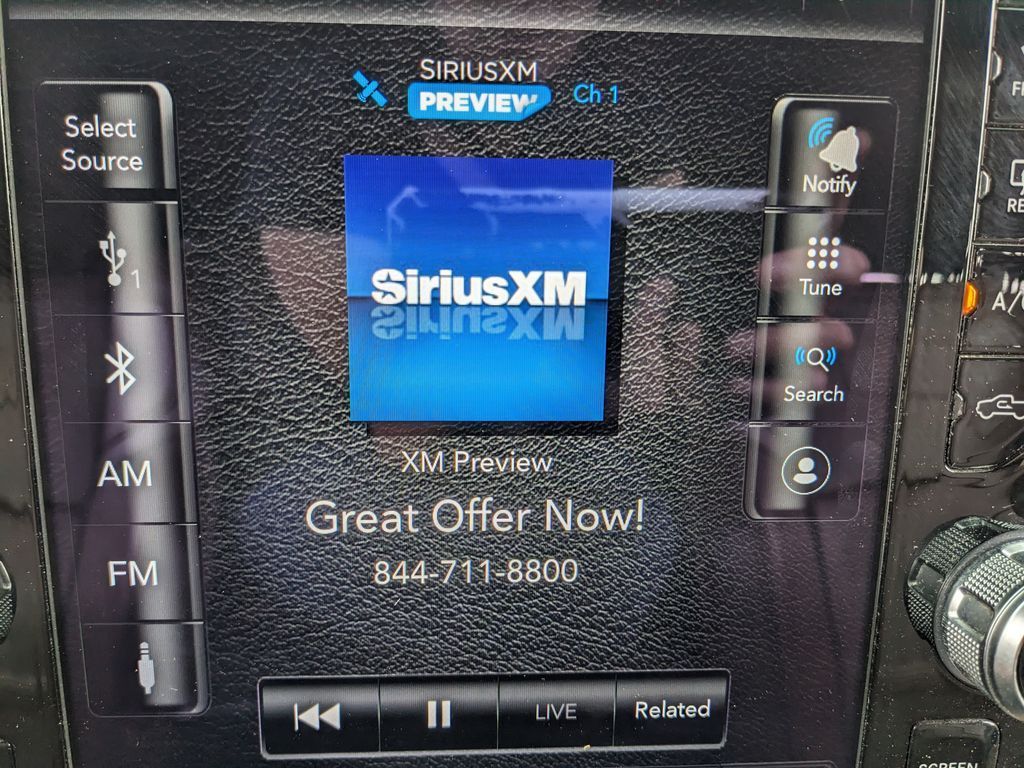 SIRIUSXM
PREVIEW
Ch 1
Select
Source
1
AM
FM
SiriusXM
XM Preview
Great Offer Now!
844-711-8800
Notify
Tune
Search
LIVE
Related
A/
SCREEN